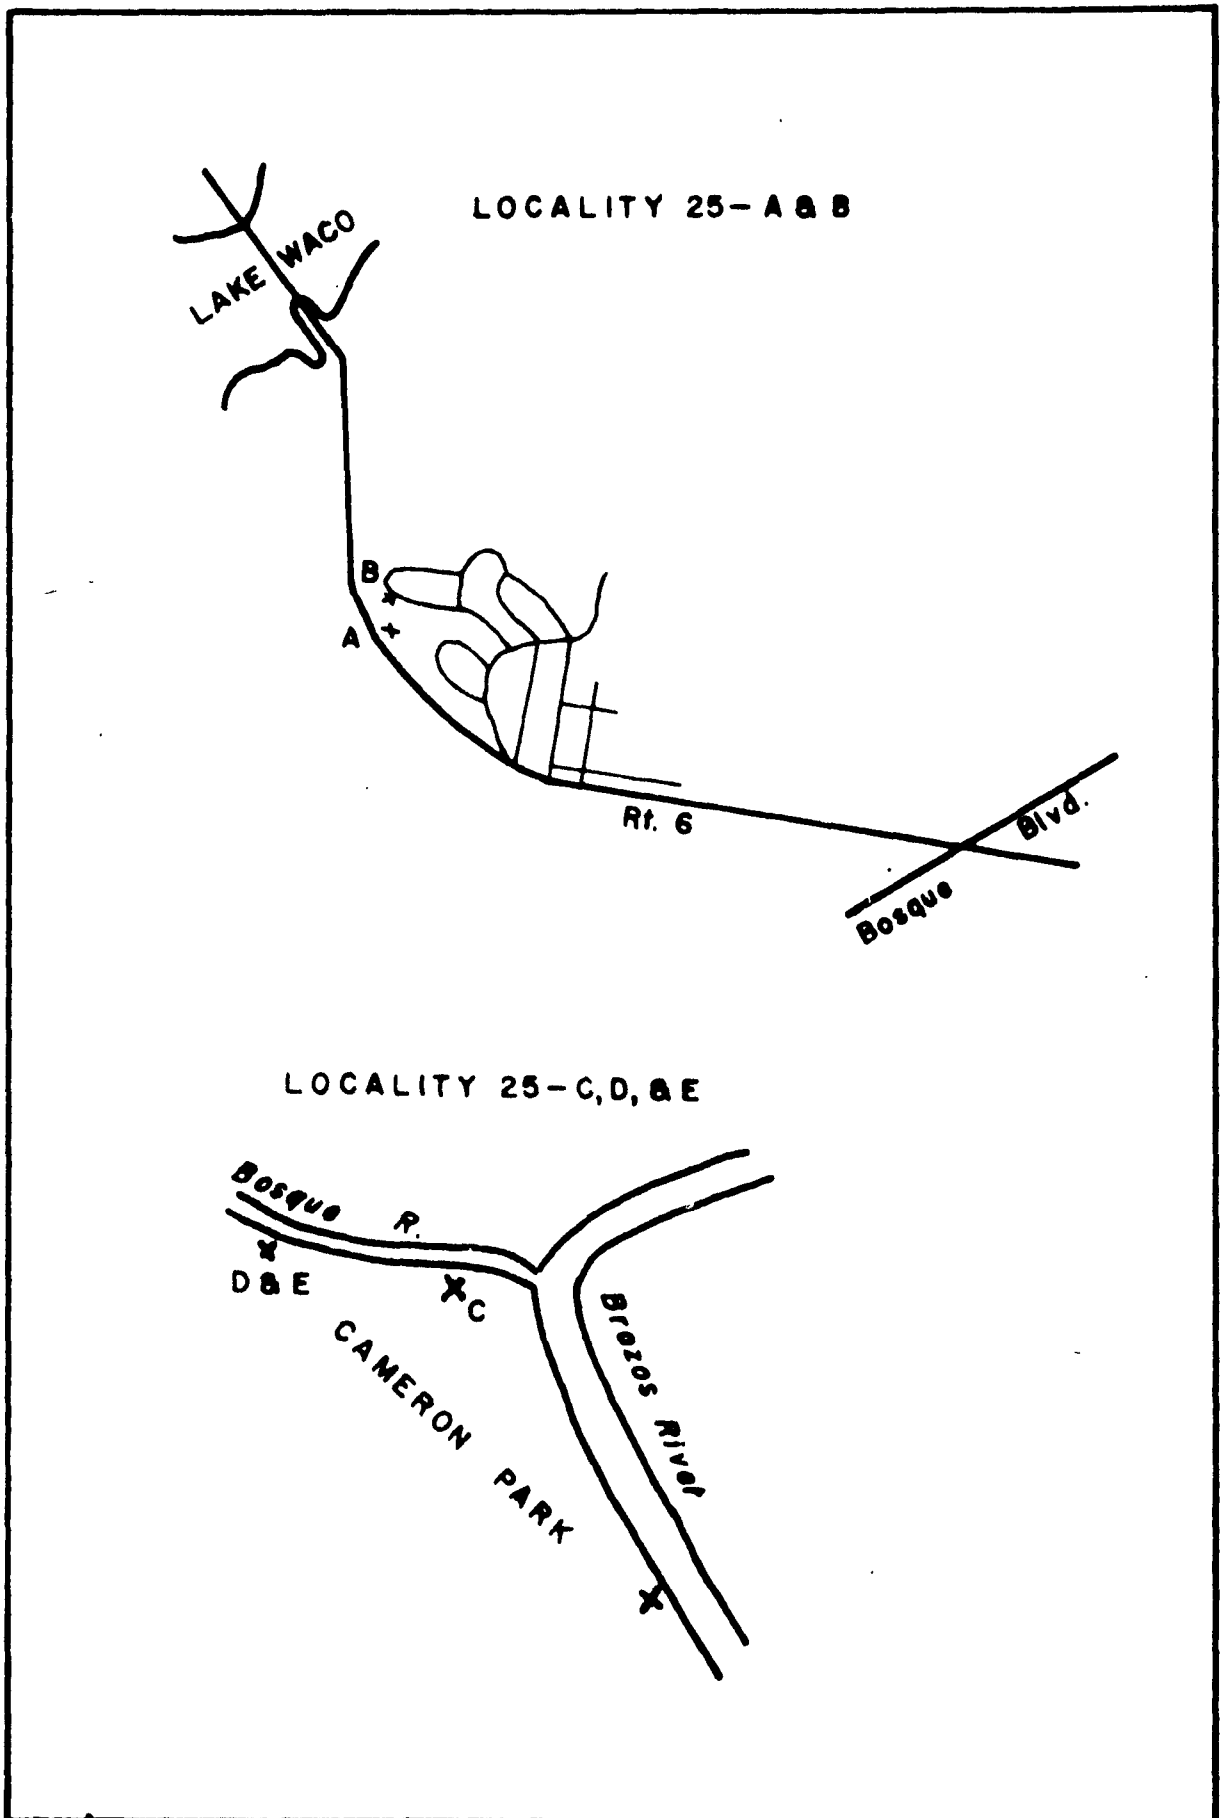 LOCALITY 25-A & B
LAKE WACO
B
A
Rt. 6
Bosque Blvd.
LOCALITY 25-C, D, & E
Bosque R.
D & E
C
CAMERON PARK
Brazos River